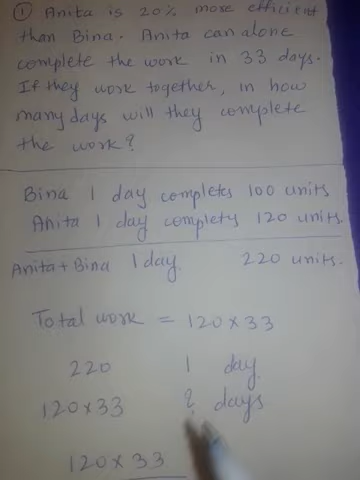 ① Anita is 20% more efficient
than Bina. Anita can alone
complete the work in 33 days.
If they work together, in how
many days will they complete
the work?
Bina 1 day completes 100 units
Anita 1 day completes 120 units.
Anita+Bina 1 day. 220 units.
Total work = 120×33
220 1 day
120×33 ? days
120×33